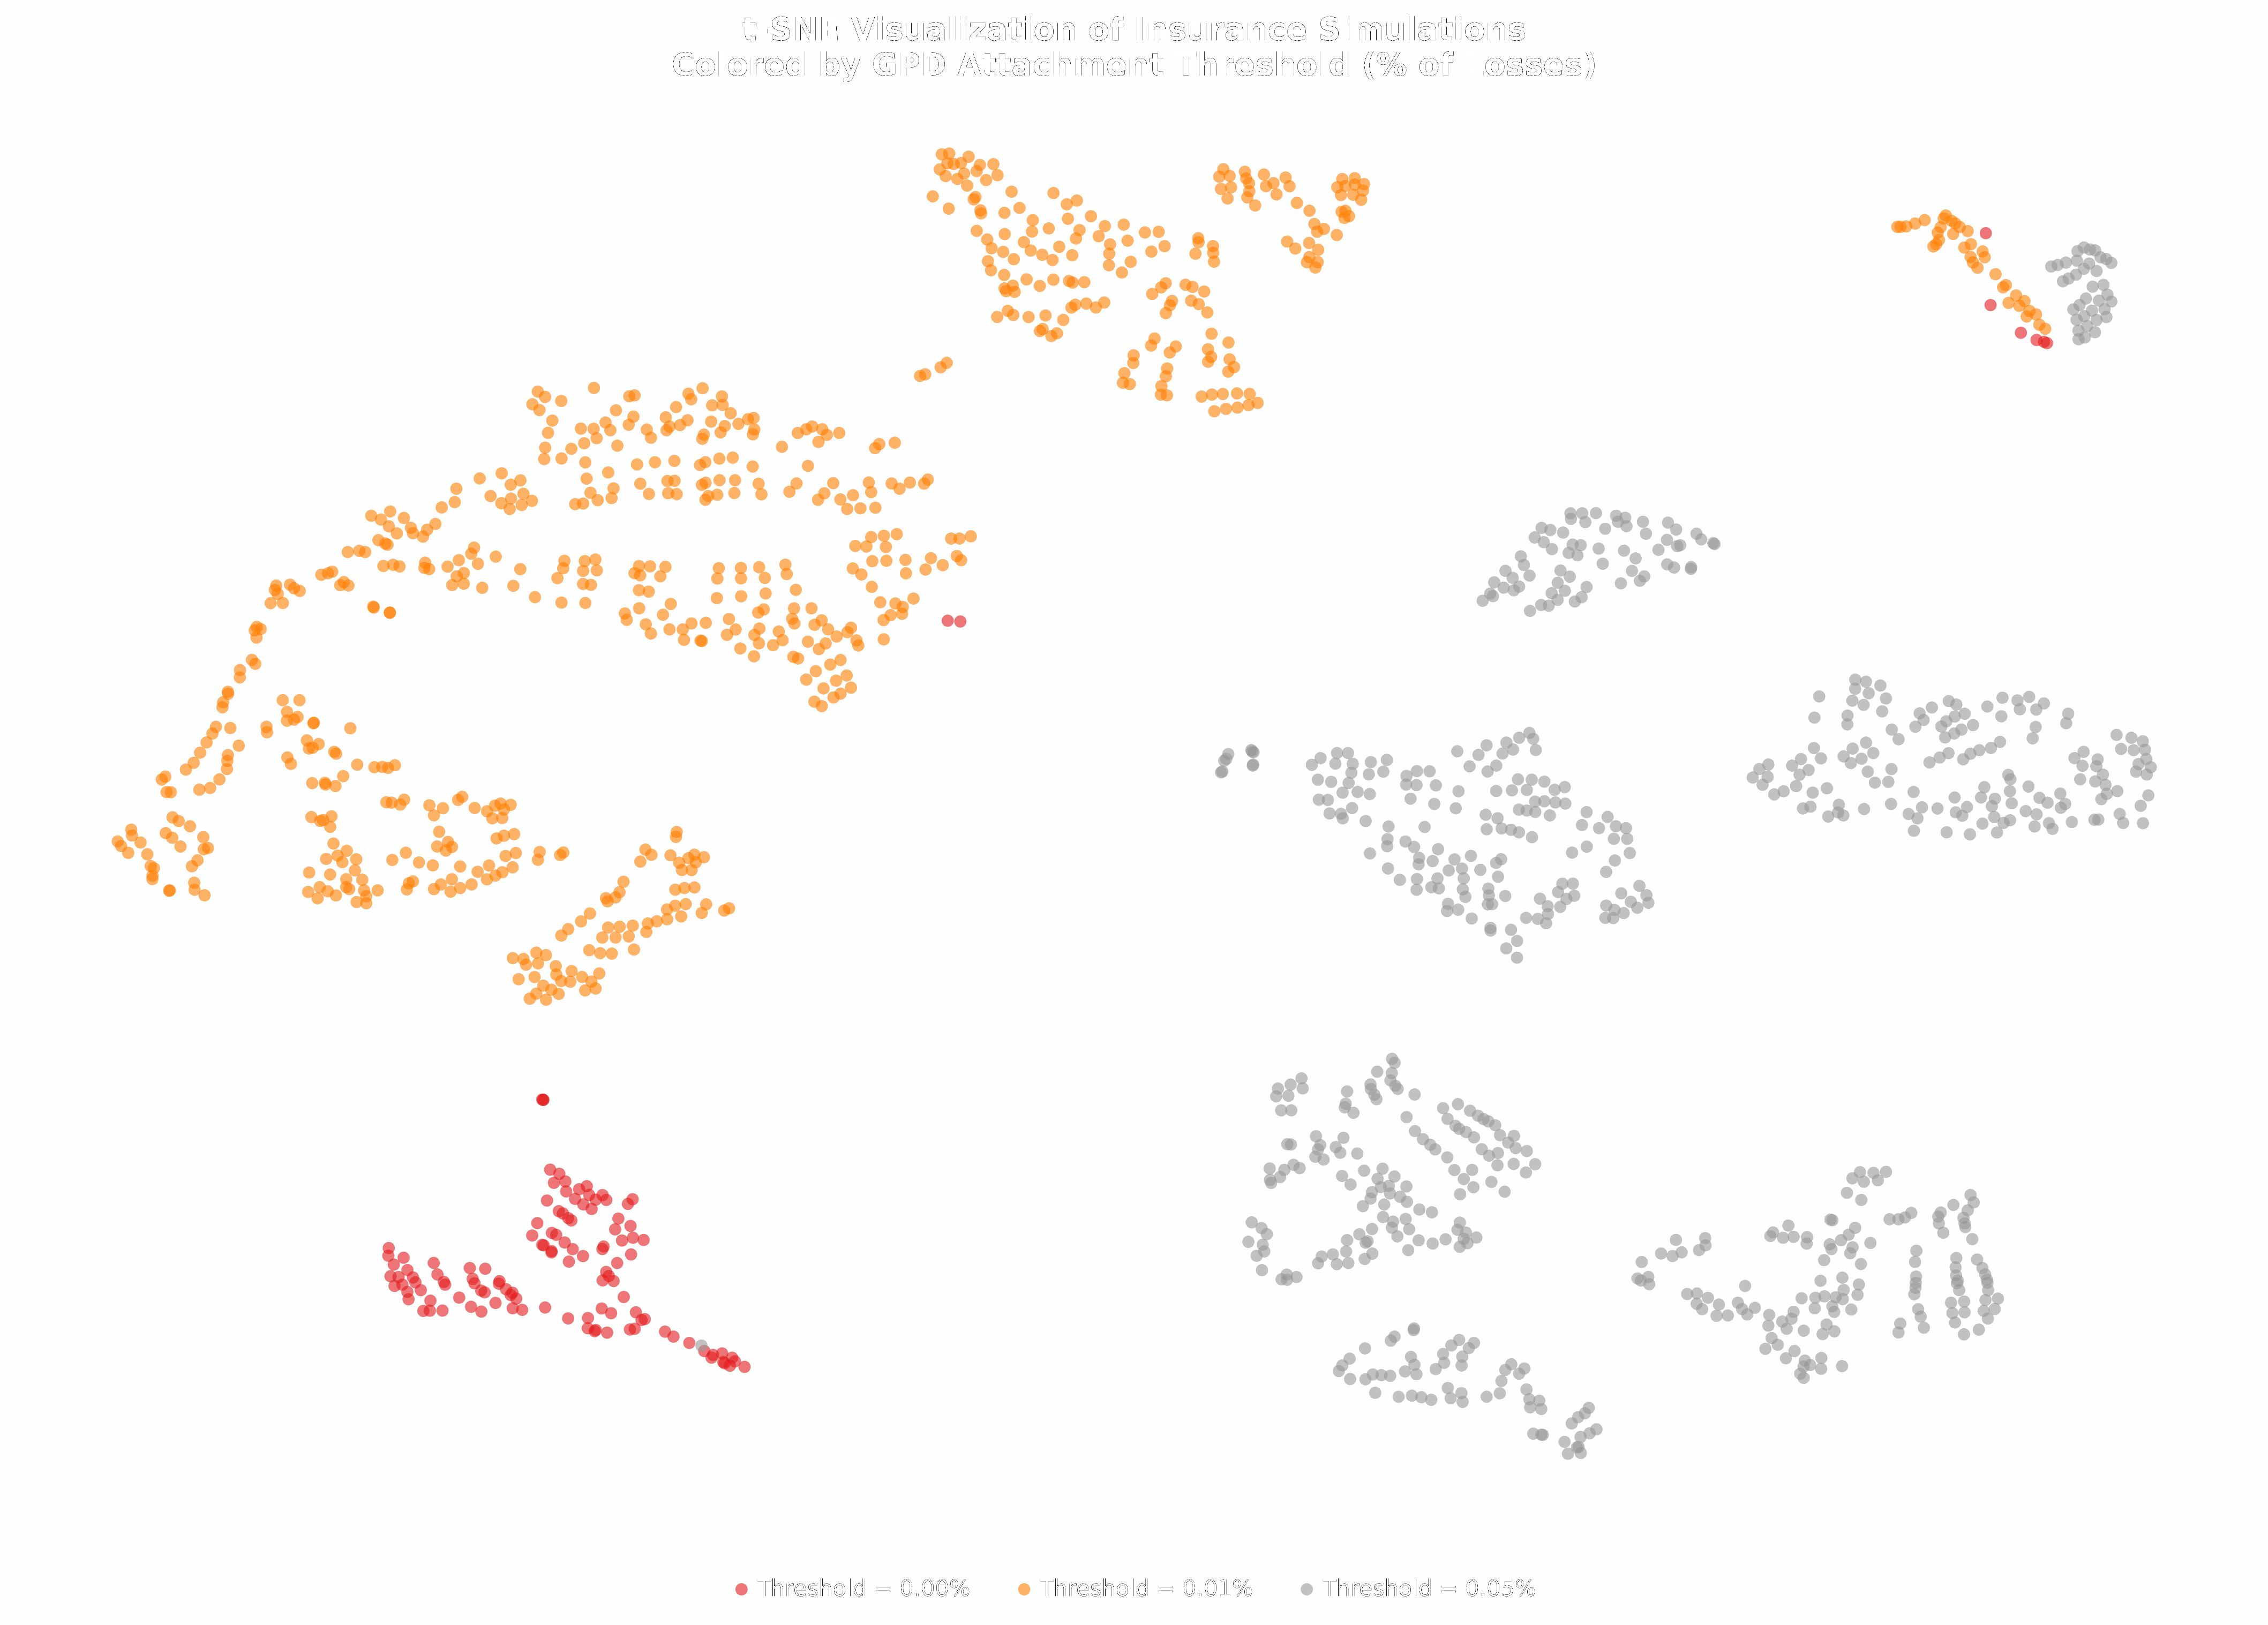 t-SNE Visualization of Insurance Simulations
Colored by GPD Attachment Threshold (% of Losses)
Threshold = 0.00%
Threshold = 0.01%
Threshold = 0.05%